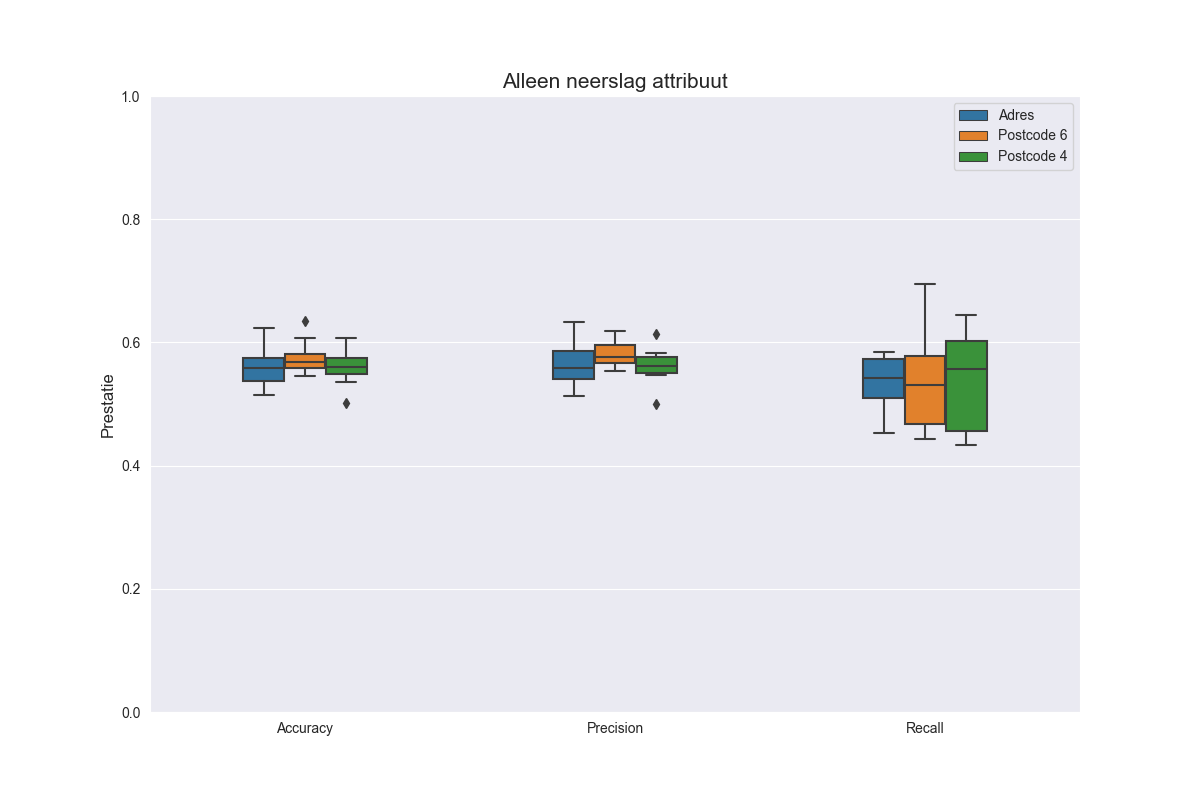 Alleen neerslag attribuut
1.0
Adres
Postcode 6
Postcode 4
0.8
0.6
Prestatie
0.4
0.2
0.0
Accuracy
Precision
Recall